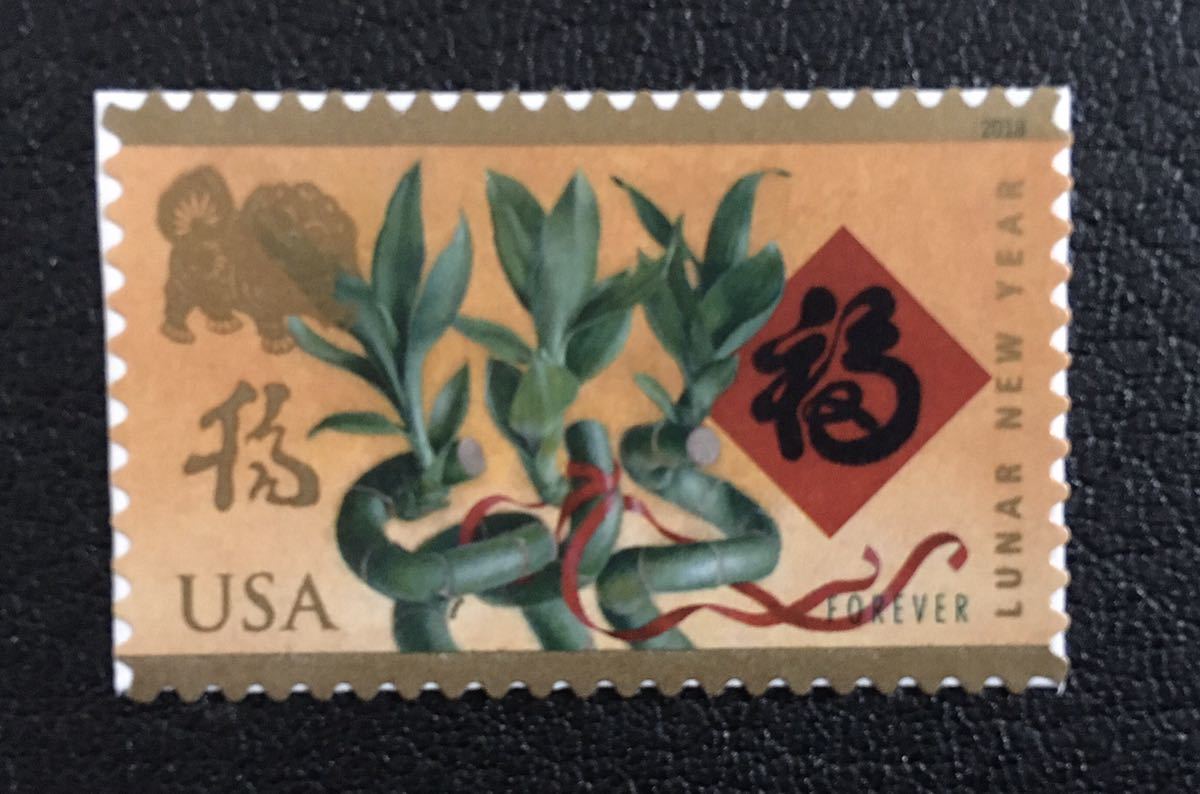 2018
LUNAR NEW YEAR
狗
福
USA
FOREVER